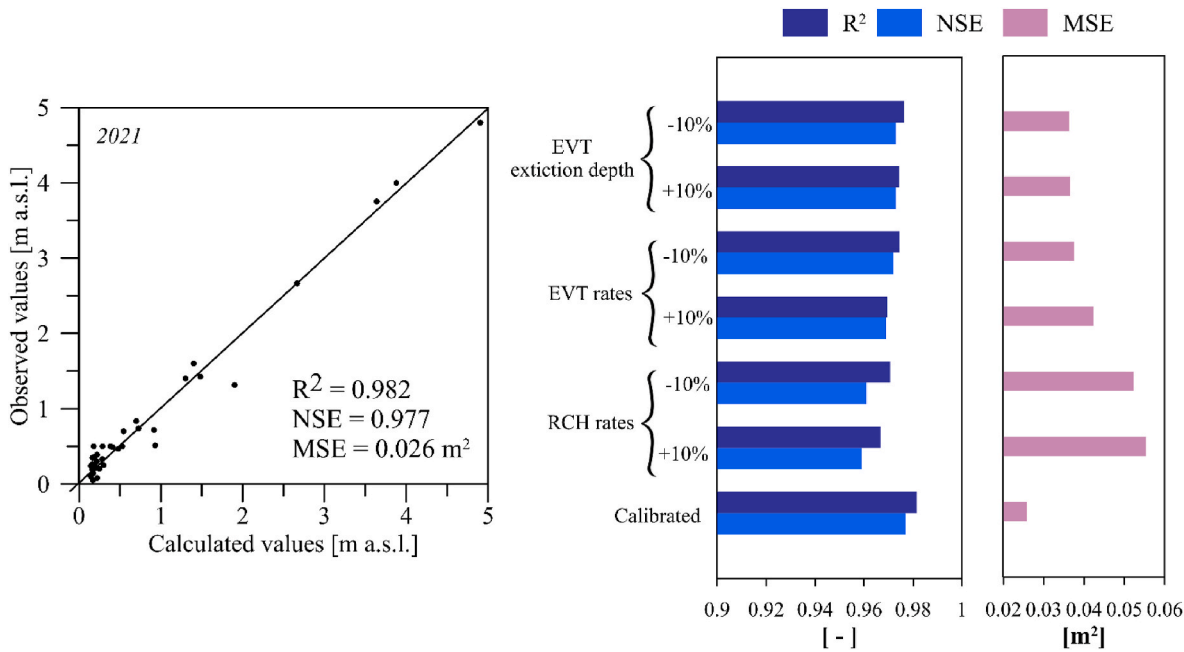 2021
Observed values [m a.s.l.]
5
4
3
2
1
0
R² = 0.982
NSE = 0.977
MSE = 0.026 m²
0 1 2 3 4 5
Calculated values [m a.s.l.]
R² NSE MSE
EVT
extiction depth
-10%
+10%
EVT rates
-10%
+10%
RCH rates
-10%
+10%
Calibrated
0.9 0.92 0.94 0.96 0.98 1
[ - ]
0.02 0.03 0.04 0.05 0.06
[m²]